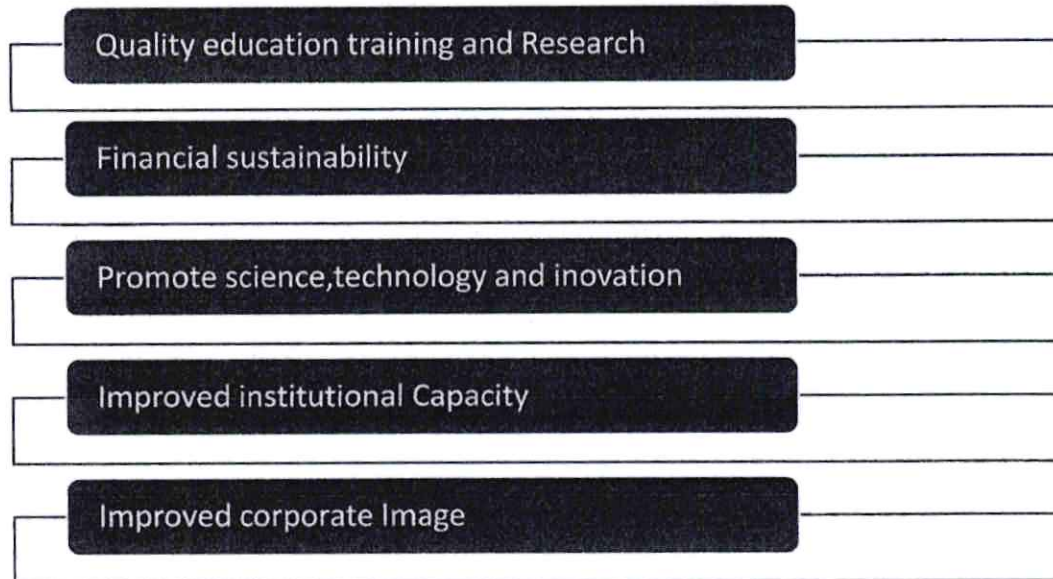 Quality education training and Research
Financial sustainability
Promote science,technology and inovation
Improved institutional Capacity
Improved corporate Image